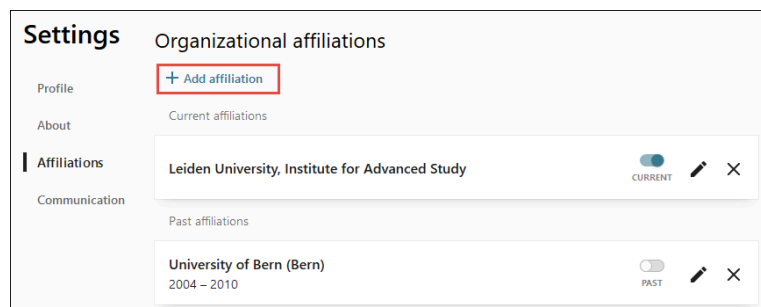 Settings
Profile
About
Affiliations
Communication
Organizational affiliations
+ Add affiliation
Current affiliations
Leiden University, Institute for Advanced Study
CURRENT
Past affiliations
University of Bern (Bern)
2004 – 2010
PAST